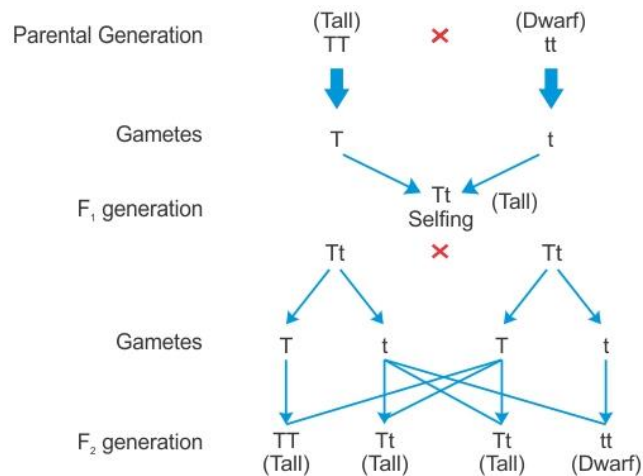 (Tall) (Dwarf)
Parental Generation TT × tt
Gametes T t
Tt (Tall)
F₁ generation Selfing
Tt × Tt
Gametes T t T t
F₂ generation TT Tt Tt tt
(Tall) (Tall) (Tall) (Dwarf)